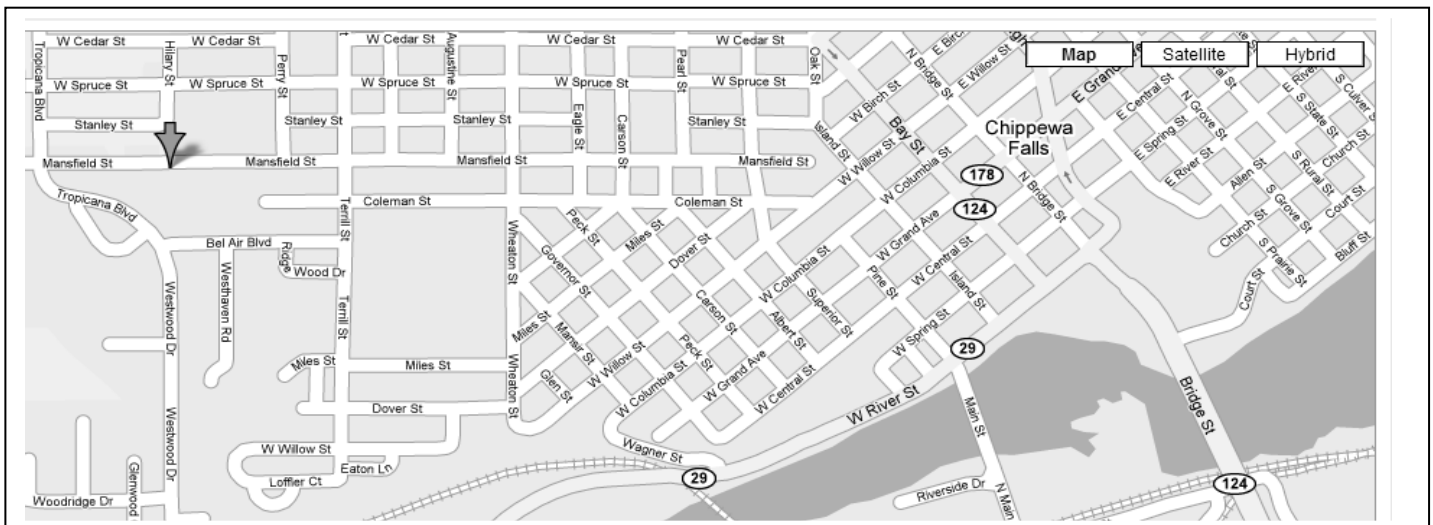 W Cedar St
W Cedar St
W Cedar St
W Cedar St
W Cedar St
Tropicana Blvd
Hilary St
Perry St
Augustine St
Pearl St
Oak St
N Bridge St
E Willow St
Map
Satellite
Hybrid
W Spruce St
W Spruce St
W Spruce St
W Spruce St
W Spruce St
W Birch St
E Grand
E Central St
N Grove St
S State St
S Culver
Stanley St
Stanley St
Stanley St
Stanley St
Eagle St
Carson St
Island St
Bay St
Chippewa
Falls
E Spring St
Church St
Mansfield St
Mansfield St
Mansfield St
Mansfield St
W Willow St
W Columbia St
178
N Bridge St
E River St
Allen St
S Rural St
Court St
Tropicana Blvd
Terrill St
Coleman St
Coleman St
124
S Grove St
Bel Air Blvd
Ridge
Wood Dr
Westhaven Rd
Wheaton St
Peck St
Miles St
Governor St
Dover St
W Columbia St
W Grand Ave
W Central St
Pine St
Island St
Church St
S Prairie St
Bluff St
Court St
Westwood Dr
Terrill St
Miles St
Mansir St
Carson St
Albert St
Superior St
W Spring St
29
Miles St
Miles St
Wheaton St
Glen St
W Willow St
Peck St
W Columbia St
W Grand Ave
W Central St
W River St
Main St
Bridge St
Dover St
Westwood Dr
W Willow St
Eaton Ln
Loffler Ct
Wagner St
29
Woodridge Dr
Glenwood
Riverside Dr
N Main
124